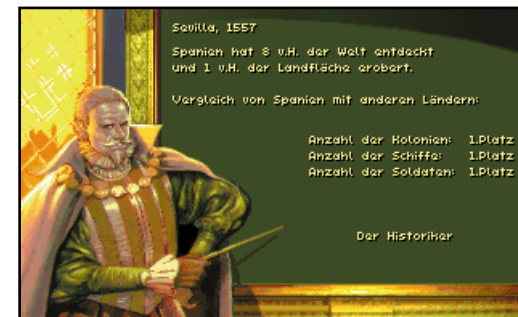 Sevilla, 1557
Spanien hat 8 v.H. der Welt entdeckt
und 1 v.H. der Landfläche erobert.
Vergleich von Spanien mit anderen Ländern:
Anzahl der Kolonien: 1.Platz
Anzahl der Schiffe: 1.Platz
Anzahl der Soldaten: 1.Platz
Der Historiker